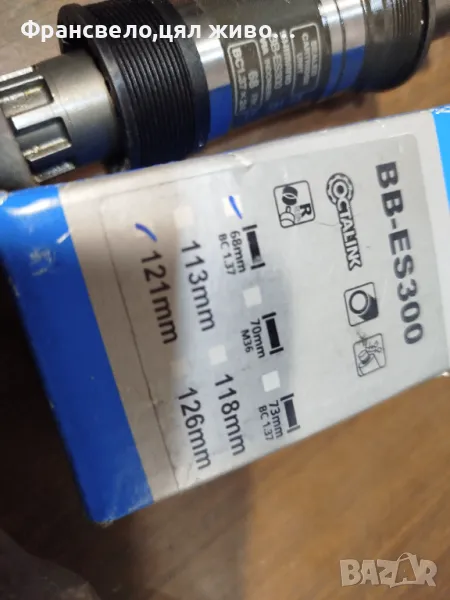 Франсвело,цял живо...
BB-ES300
OCTALINK
R
68mm
BC 1.37
70mm
M36
73mm
BC 1.37
113mm
118mm
121mm
126mm
bazar